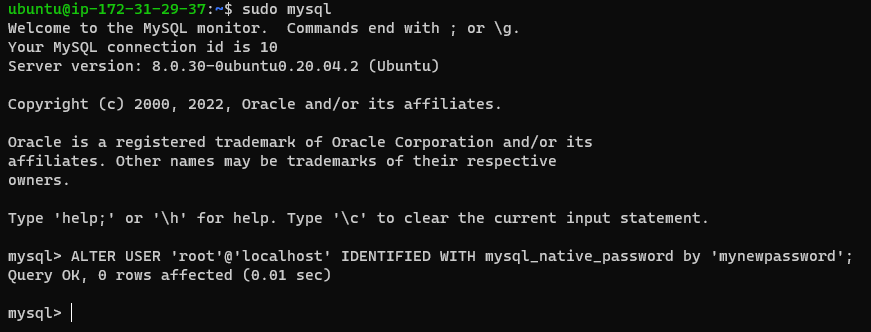 ubuntu@ip-172-31-29-37:~$ sudo mysql
Welcome to the MySQL monitor.  Commands end with ; or \g.
Your MySQL connection id is 10
Server version: 8.0.30-0ubuntu0.20.04.2 (Ubuntu)
Copyright (c) 2000, 2022, Oracle and/or its affiliates.
Oracle is a registered trademark of Oracle Corporation and/or its
affiliates. Other names may be trademarks of their respective
owners.
Type 'help;' or '\h' for help. Type '\c' to clear the current input statement.
mysql> ALTER USER 'root'@'localhost' IDENTIFIED WITH mysql_native_password by 'mynewpassword';
Query OK, 0 rows affected (0.01 sec)
mysql>